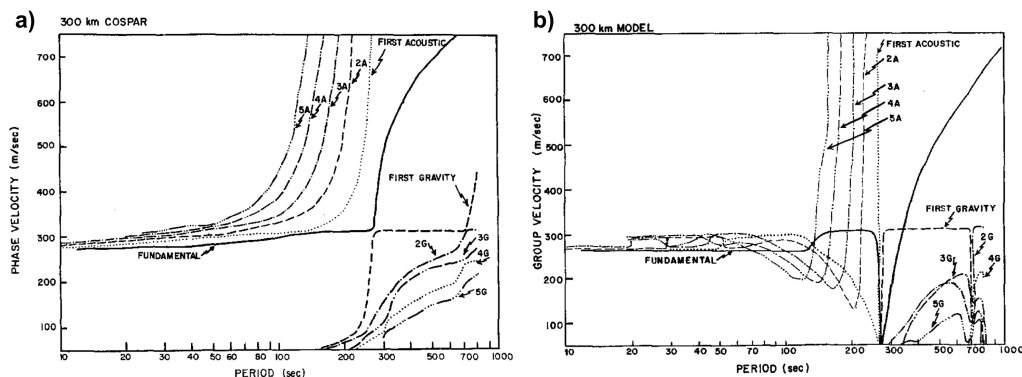 a)
300 km COSPAR
PHASE VELOCITY (m/sec)
700
600
500
400
300
200
100
FIRST ACOUSTIC
2A
3A
4A
5A
FIRST GRAVITY
FUNDAMENTAL
2G
3G
4G
5G
10 20 30 40 50 60 80 100 200 300 500 700 1000
PERIOD (sec)
b)
300 km MODEL
GROUP VELOCITY (m/sec)
700
600
500
400
300
200
100
FIRST ACOUSTIC
2A
3A
4A
5A
FIRST GRAVITY
FUNDAMENTAL
2G
3G
4G
5G
10 20 30 40 50 70 100 200 300 500 700 1000
PERIOD (sec)